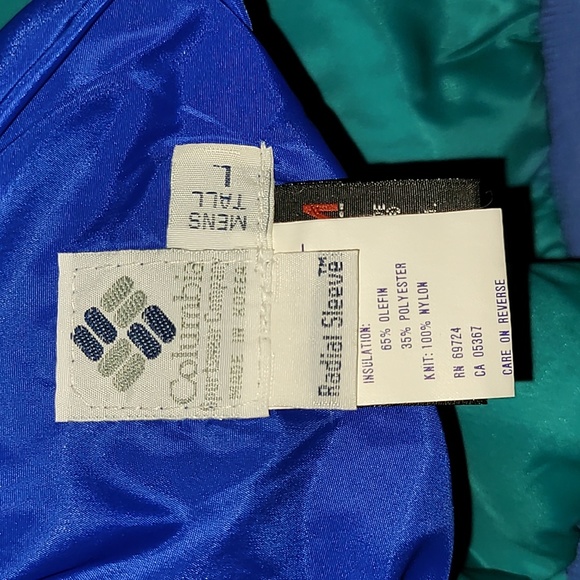 MENS
TALL
L
Columbia
Sportswear Company
MADE IN KOREA
Radial Sleeve™
INSULATION:
65% OLEFIN
35% POLYESTER
KNIT: 100% NYLON
RN 69724
CA 05367
CARE ON REVERSE